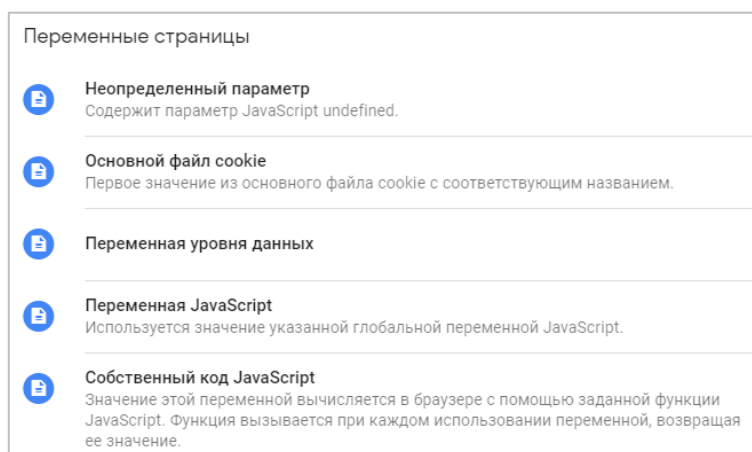 Переменные страницы
Неопределенный параметр
Содержит параметр JavaScript undefined.
Основной файл cookie
Первое значение из основного файла cookie с соответствующим названием.
Переменная уровня данных
Переменная JavaScript
Используется значение указанной глобальной переменной JavaScript.
Собственный код JavaScript
Значение этой переменной вычисляется в браузере с помощью заданной функции
JavaScript. Функция вызывается при каждом использовании переменной, возвращая
ее значение.